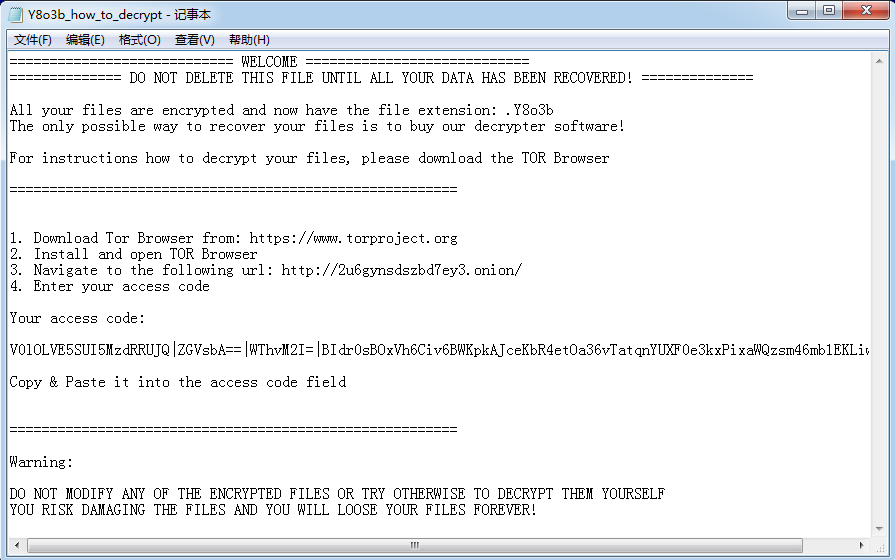 Y8o3b_how_to_decrypt - 记事本
文件(F) 编辑(E) 格式(O) 查看(V) 帮助(H)
============================ WELCOME ============================
============== DO NOT DELETE THIS FILE UNTIL ALL YOUR DATA HAS BEEN RECOVERED! ==============
All your files are encrypted and now have the file extension: .Y8o3b
The only possible way to recover your files is to buy our decrypter software!
For instructions how to decrypt your files, please download the TOR Browser
========================================================
1. Download Tor Browser from: https://www.torproject.org
2. Install and open TOR Browser
3. Navigate to the following url: http://2u6gynsdszbd7ey3.onion/
4. Enter your access code
Your access code:
V0lOLVE5SUI5MzdRRUJQ|ZGVsbA==|WThvM2I=|BIdr0sBOxVh6Civ6BWKpkAJceKbR4etOa36vTatqnYUXF0e3kxPixaWQzsm46mb1EKLiw
Copy & Paste it into the access code field
========================================================
Warning:
DO NOT MODIFY ANY OF THE ENCRYPTED FILES OR TRY OTHERWISE TO DECRYPT THEM YOURSELF
YOU RISK DAMAGING THE FILES AND YOU WILL LOOSE YOUR FILES FOREVER!